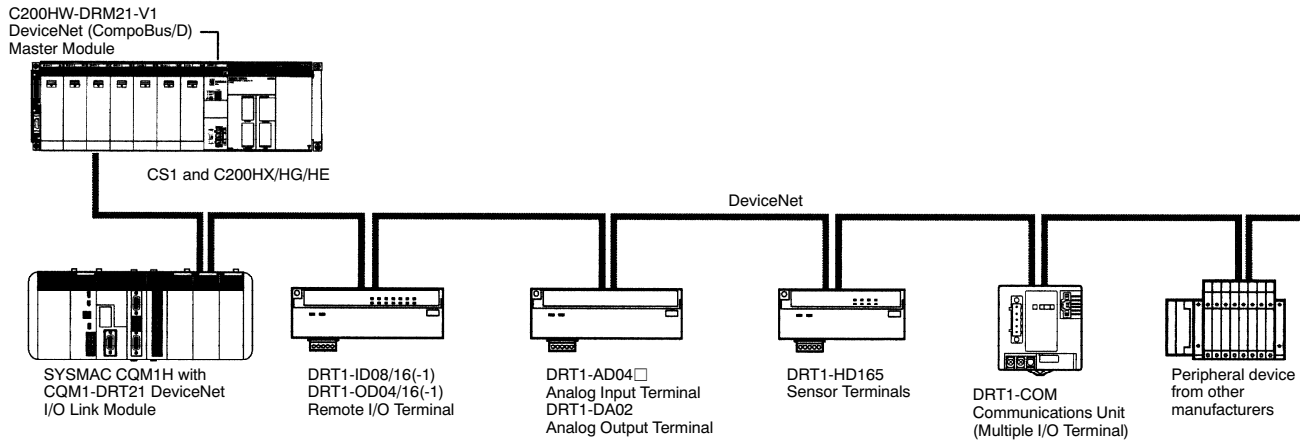 C200HW-DRM21-V1
DeviceNet (CompoBus/D)
Master Module
CS1 and C200HX/HG/HE
DeviceNet
SYSMAC CQM1H with
CQM1-DRT21 DeviceNet
I/O Link Module
DRT1-ID08/16(-1)
DRT1-OD04/16(-1)
Remote I/O Terminal
DRT1-AD04□
Analog Input Terminal
DRT1-DA02
Analog Output Terminal
DRT1-HD165
Sensor Terminals
DRT1-COM
Communications Unit
(Multiple I/O Terminal)
Peripheral device
from other
manufacturers